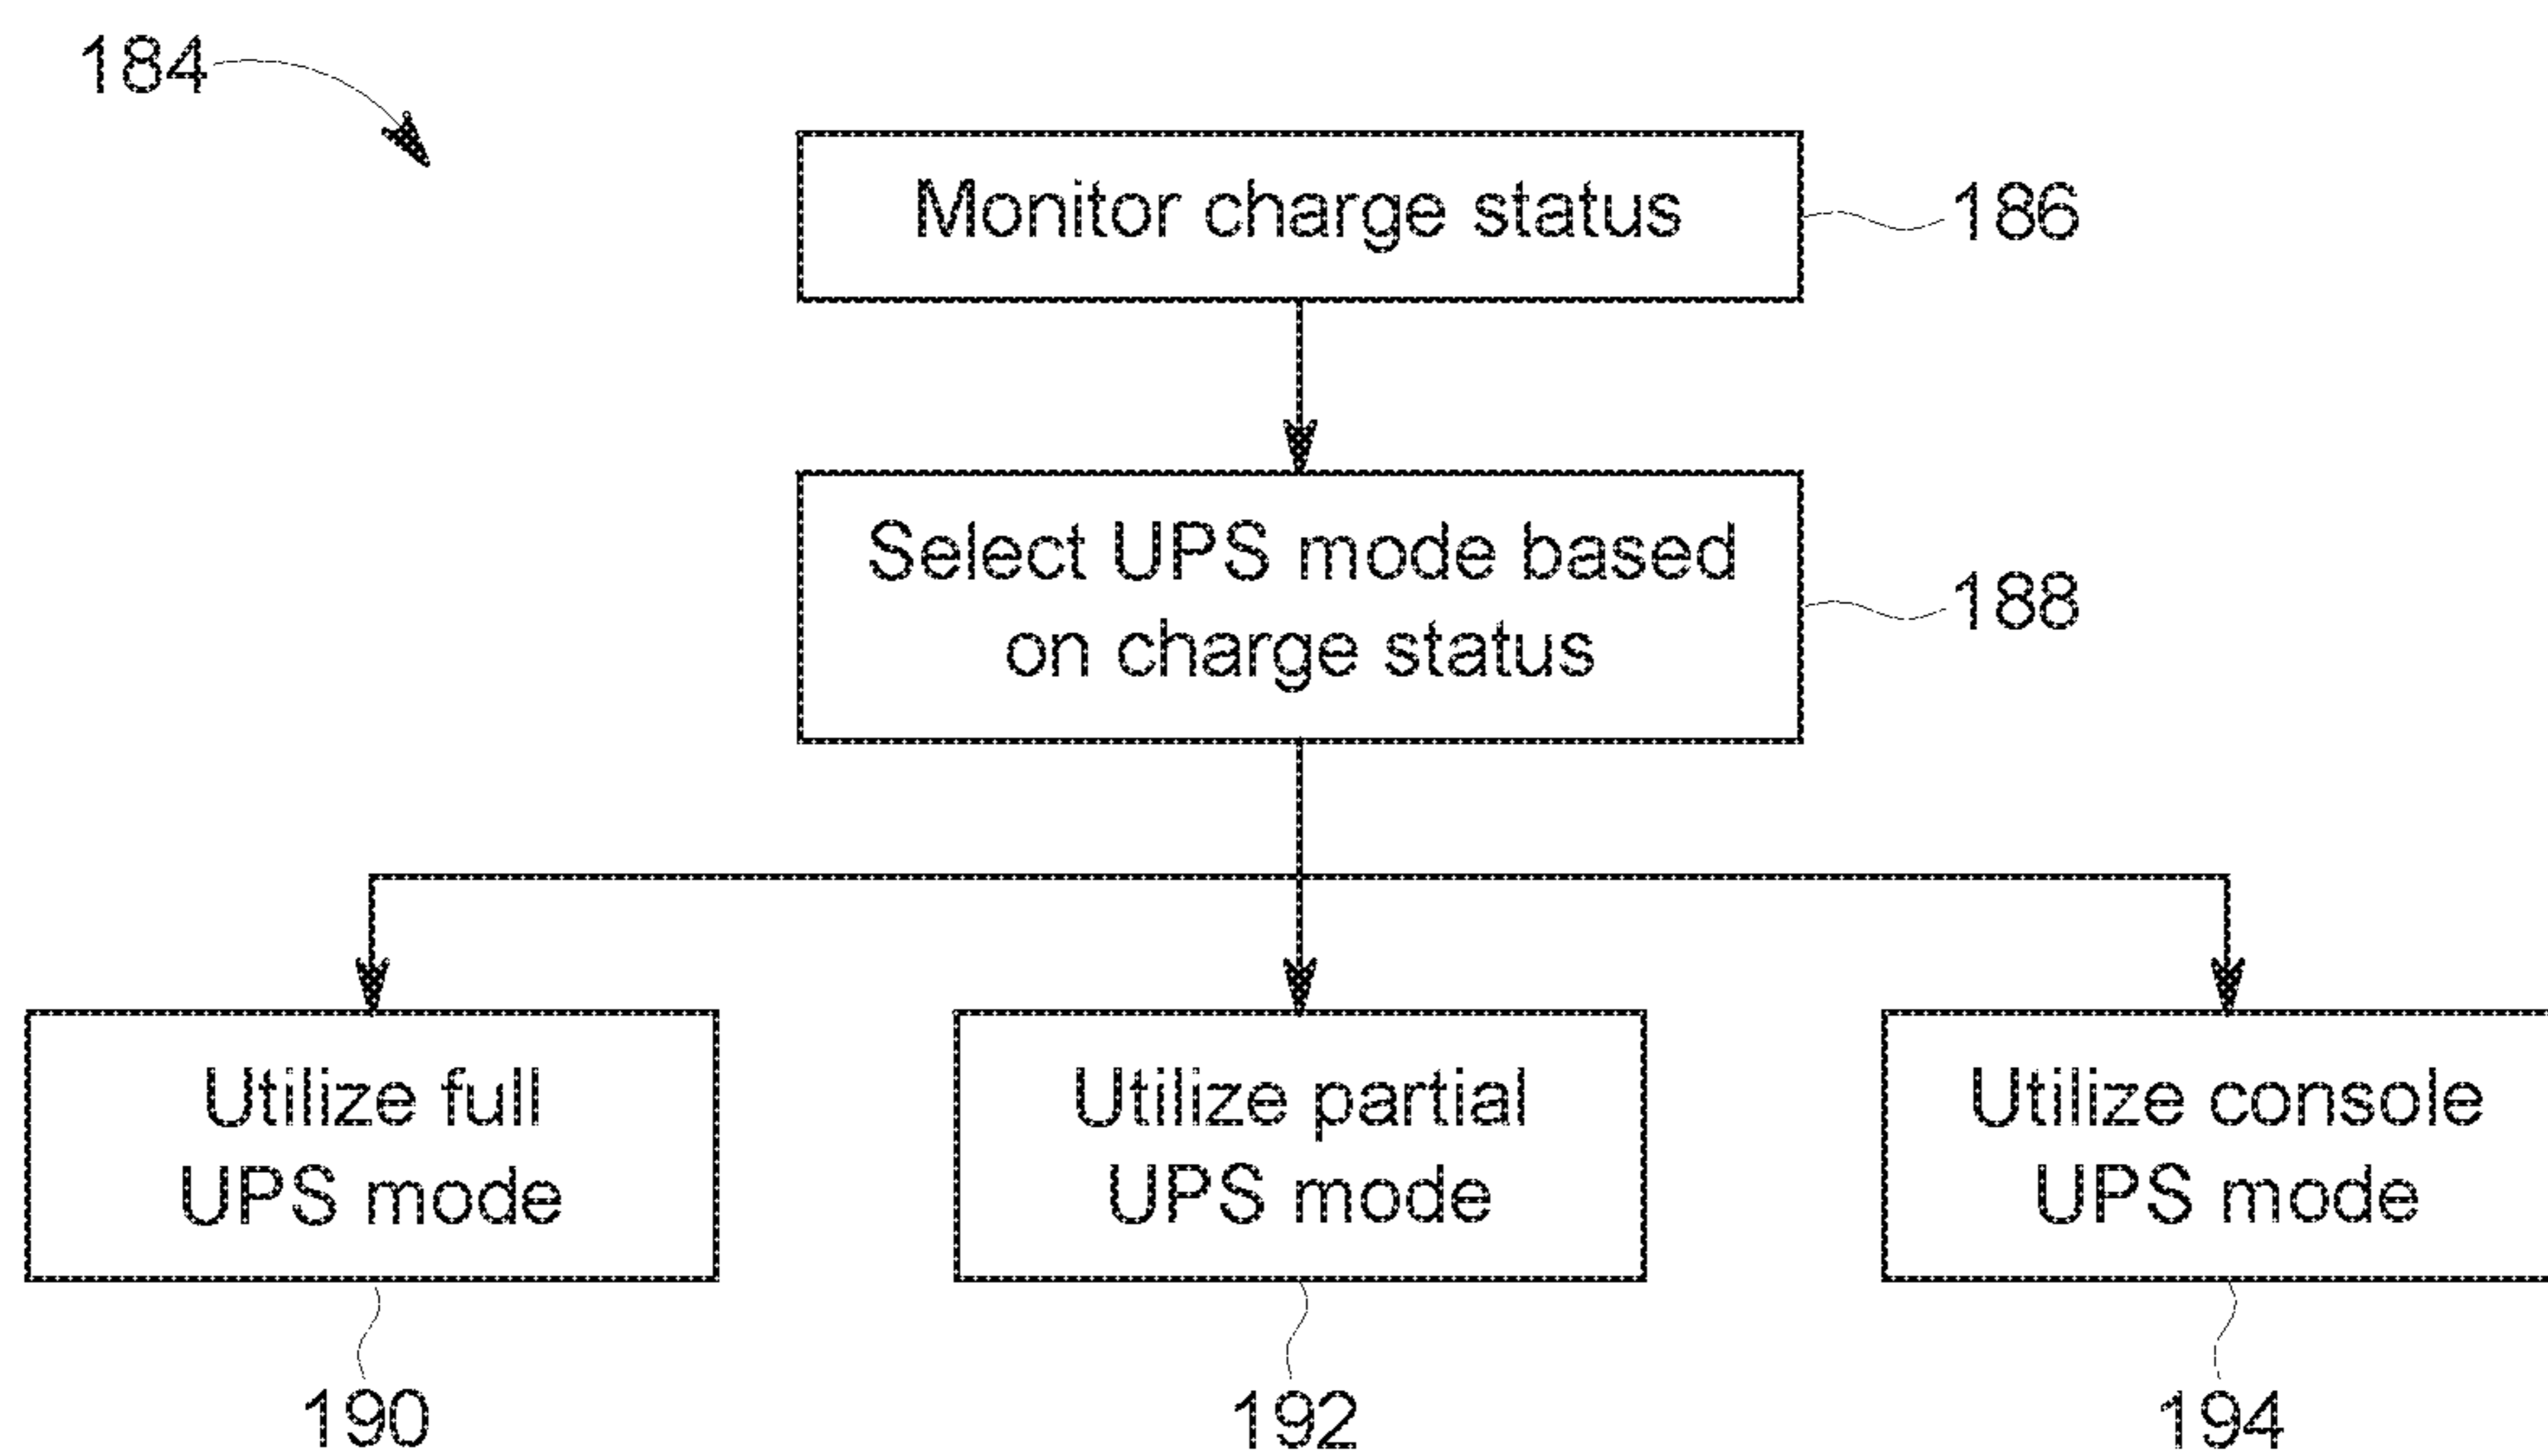 184
Monitor charge status
186
Select UPS mode based
on charge status
188
Utilize full
UPS mode
Utilize partial
UPS mode
Utilize console
UPS mode
190
192
194